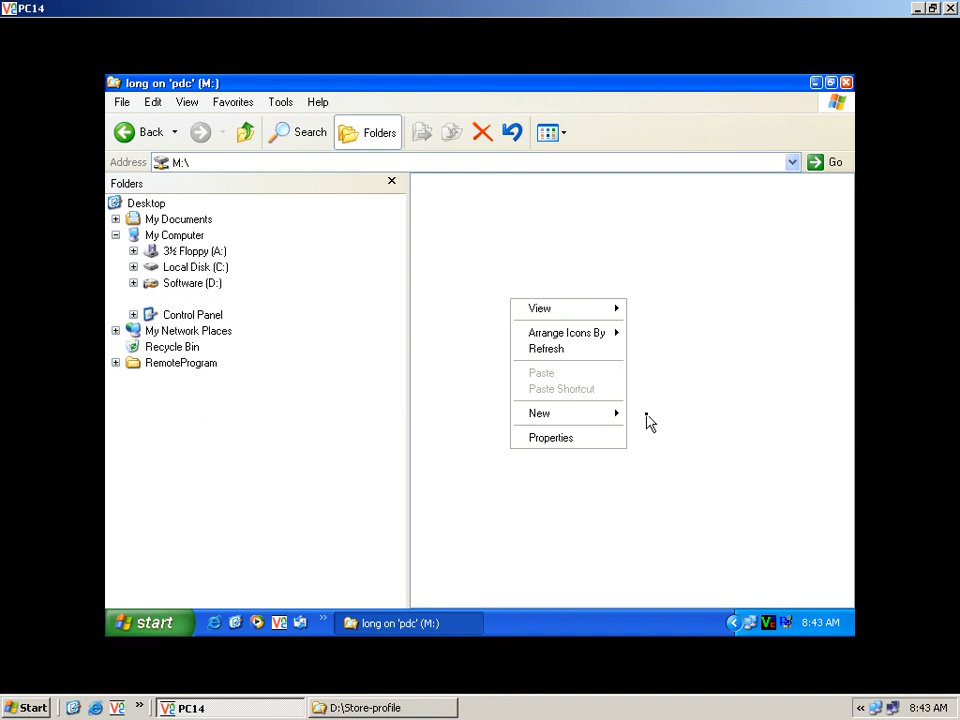 PC14
long on 'pdc' (M:)
File Edit View Favorites Tools Help
Back Search Folders
Address M:\ Go
Folders
Desktop
My Documents
My Computer
3½ Floppy (A:)
Local Disk (C:)
Software (D:)
Control Panel
My Network Places
Recycle Bin
RemoteProgram
View
Arrange Icons By
Refresh
Paste
Paste Shortcut
New
Properties
start long on 'pdc' (M:) 8:43 AM
Start PC14 D:\Store-profile 8:43 AM